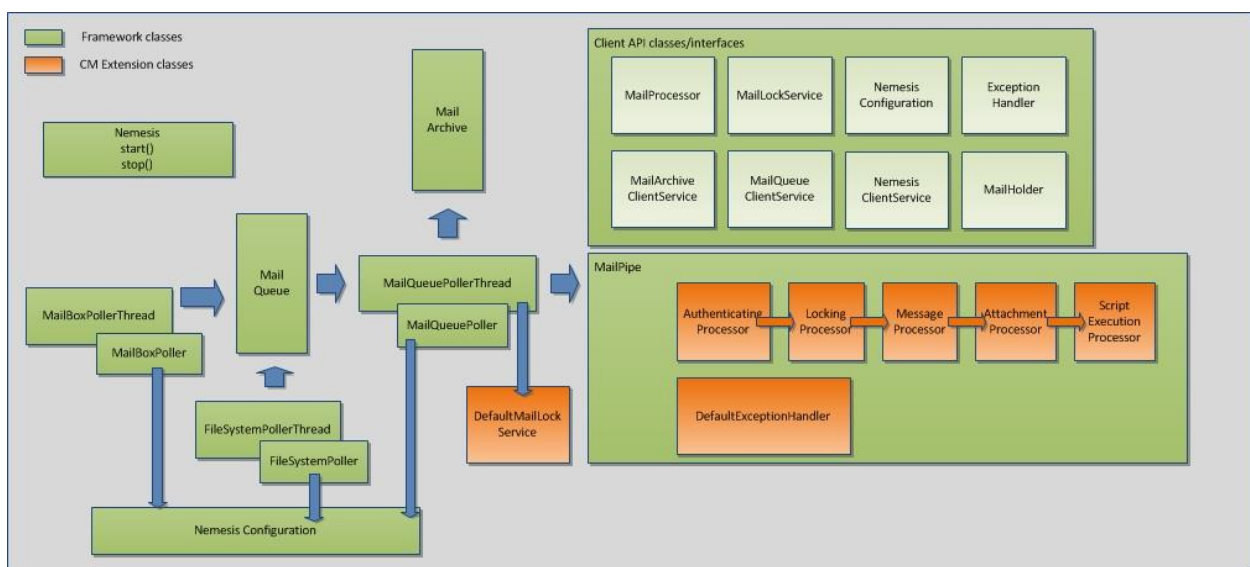 Framework classes
CM Extension classes
Nemesis
start()
stop()
Mail
Archive
Mail
Queue
MailBoxPollerThread
MailBoxPoller
FileSystemPollerThread
FileSystemPoller
MailQueuePollerThread
MailQueuePoller
DefaultMailLock
Service
Nemesis Configuration
Client API classes/interfaces
MailProcessor
MailLockService
Nemesis
Configuration
Exception
Handler
MailArchive
ClientService
MailQueue
ClientService
Nemesis
ClientService
MailHolder
MailPipe
Authenticating
Processor
Locking
Processor
Message
Processor
Attachment
Processor
Script
Execution
Processor
DefaultExceptionHandler